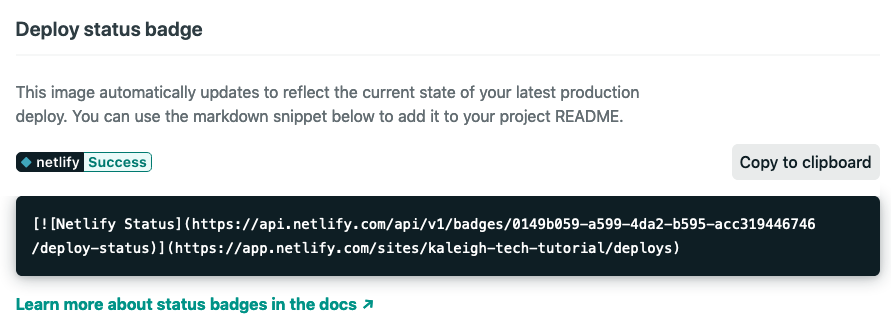 Deploy status badge
This image automatically updates to reflect the current state of your latest production
deploy. You can use the markdown snippet below to add it to your project README.
netlify Success
Copy to clipboard
[![Netlify Status](https://api.netlify.com/api/v1/badges/0149b059-a599-4da2-b595-acc319446746
/deploy-status)](https://app.netlify.com/sites/kaleigh-tech-tutorial/deploys)
Learn more about status badges in the docs ↗